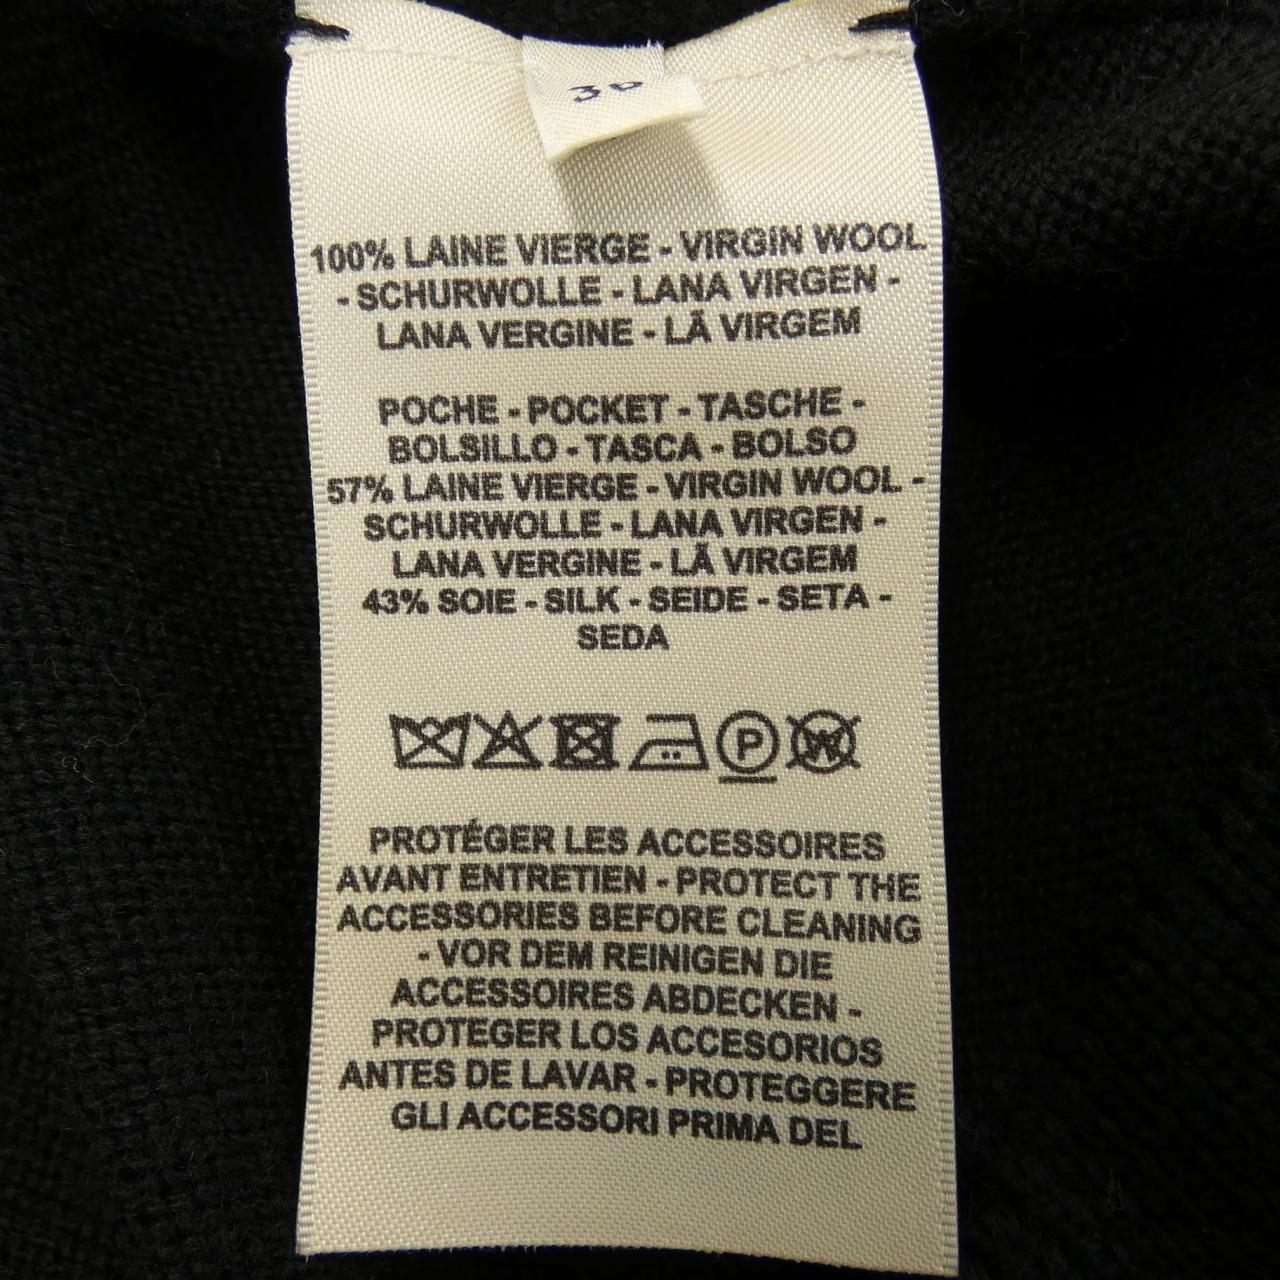 100% LAINE VIERGE - VIRGIN WOOL
- SCHURWOLLE - LANA VIRGEN -
LANA VERGINE - LÃ VIRGEM
POCHE - POCKET - TASCHE -
BOLSILLO - TASCA - BOLSO
57% LAINE VIERGE - VIRGIN WOOL -
SCHURWOLLE - LANA VIRGEN -
LANA VERGINE - LÃ VIRGEM
43% SOIE - SILK - SEIDE - SETA -
SEDA
P W
PROTÉGER LES ACCESSOIRES
AVANT ENTRETIEN - PROTECT THE
ACCESSORIES BEFORE CLEANING
- VOR DEM REINIGEN DIE
ACCESSOIRES ABDECKEN -
PROTEGER LOS ACCESORIOS
ANTES DE LAVAR - PROTEGGERE
GLI ACCESSORI PRIMA DEL